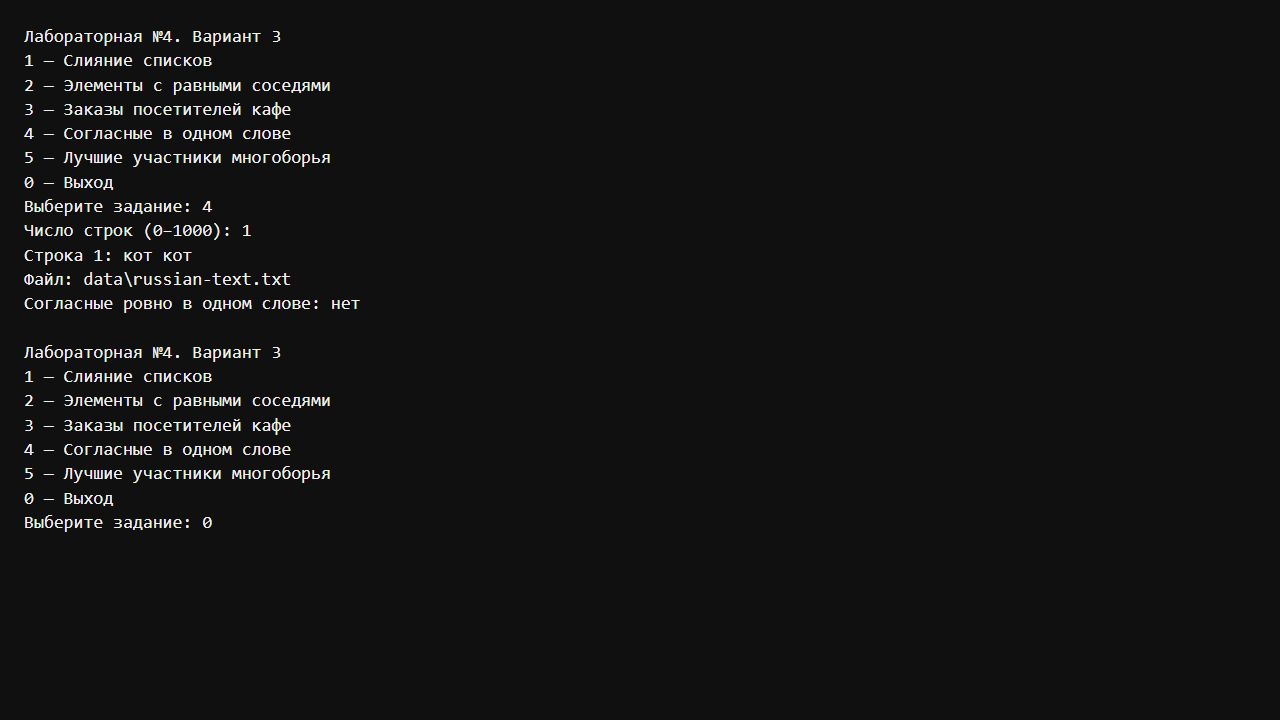 Лабораторная №4. Вариант 3
1 — Слияние списков
2 — Элементы с равными соседями
3 — Заказы посетителей кафе
4 — Согласные в одном слове
5 — Лучшие участники многоборья
0 — Выход
Выберите задание: 4
Число строк (0–1000): 1
Строка 1: кот кот
Файл: data\russian-text.txt
Согласные ровно в одном слове: нет
Лабораторная №4. Вариант 3
1 — Слияние списков
2 — Элементы с равными соседями
3 — Заказы посетителей кафе
4 — Согласные в одном слове
5 — Лучшие участники многоборья
0 — Выход
Выберите задание: 0